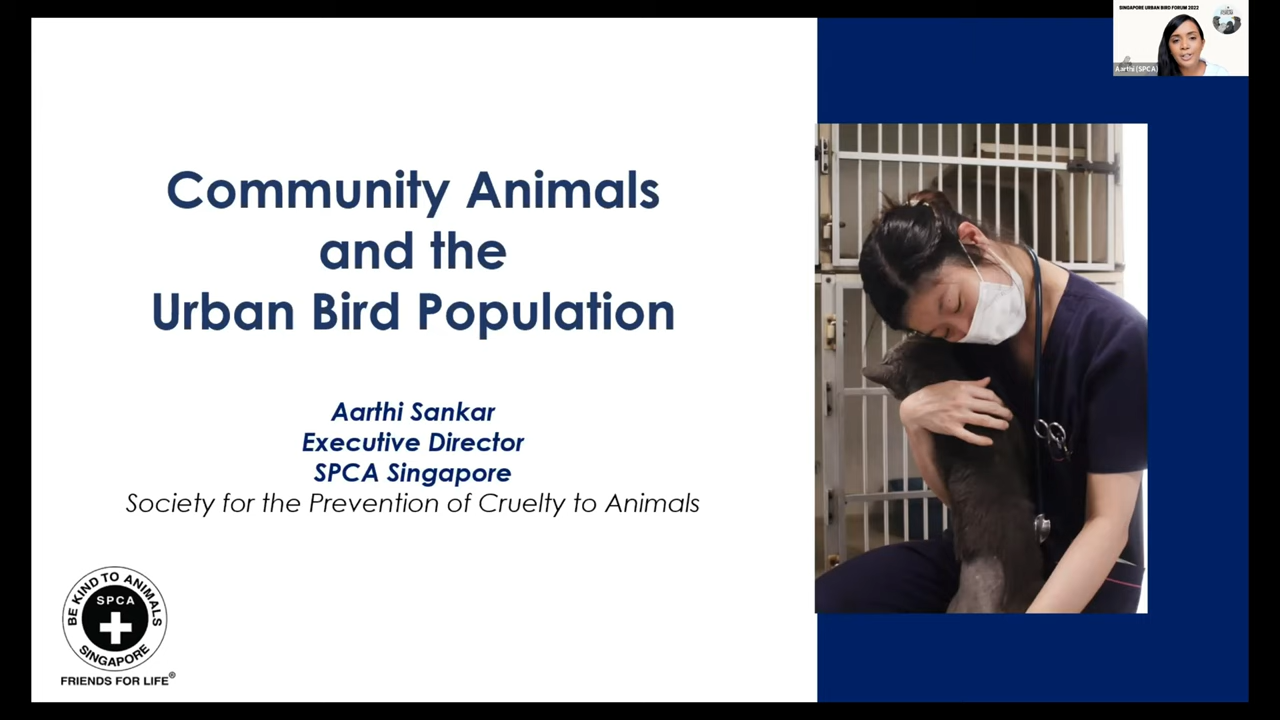 SINGAPORE URBAN BIRD FORUM 2022
Aarthi (SPCA)
Community Animals
and the
Urban Bird Population
Aarthi Sankar
Executive Director
SPCA Singapore
Society for the Prevention of Cruelty to Animals
BE KIND TO ANIMALS
SPCA
SINGAPORE
FRIENDS FOR LIFE®